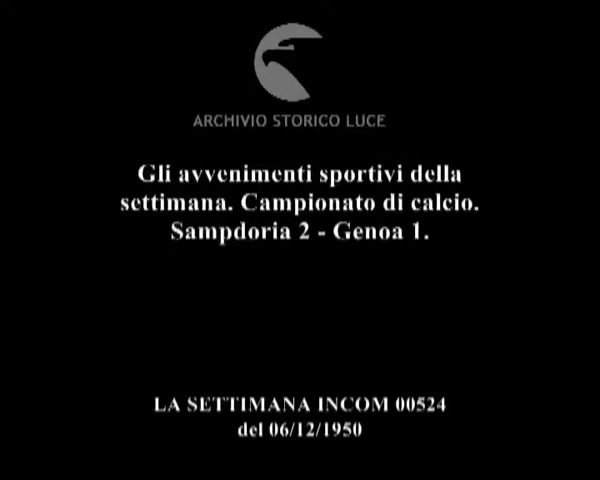 ARCHIVIO STORICO LUCE
Gli avvenimenti sportivi della
settimana. Campionato di calcio.
Sampdoria 2 - Genoa 1.
LA SETTIMANA INCOM 00524
del 06/12/1950